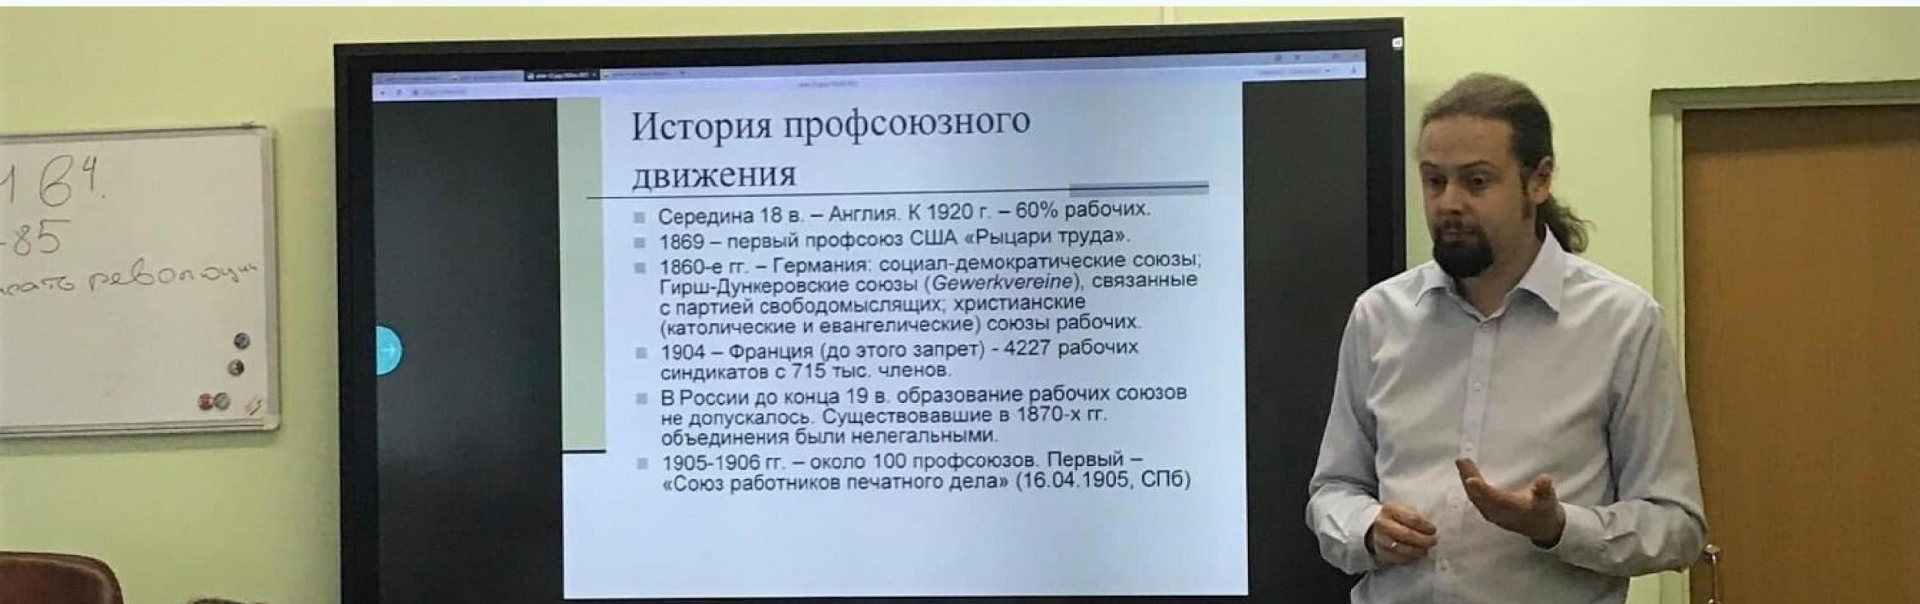 1 в 4.
-85
История профсоюзного
движения
Середина 18 в. – Англия. К 1920 г. – 60% рабочих.
1869 – первый профсоюз США «Рыцари труда».
1860-е гг. – Германия: социал-демократические союзы;
Гирш-Дункеровские союзы (Gewerkvereine), связанные
с партией свободомыслящих; христианские
(католические и евангелические) союзы рабочих.
1904 – Франция (до этого запрет) - 4227 рабочих
синдикатов с 715 тыс. членов.
В России до конца 19 в. образование рабочих союзов
не допускалось. Существовавшие в 1870-х гг.
объединения были нелегальными.
1905-1906 гг. – около 100 профсоюзов. Первый –
«Союз работников печатного дела» (16.04.1905, СПб)